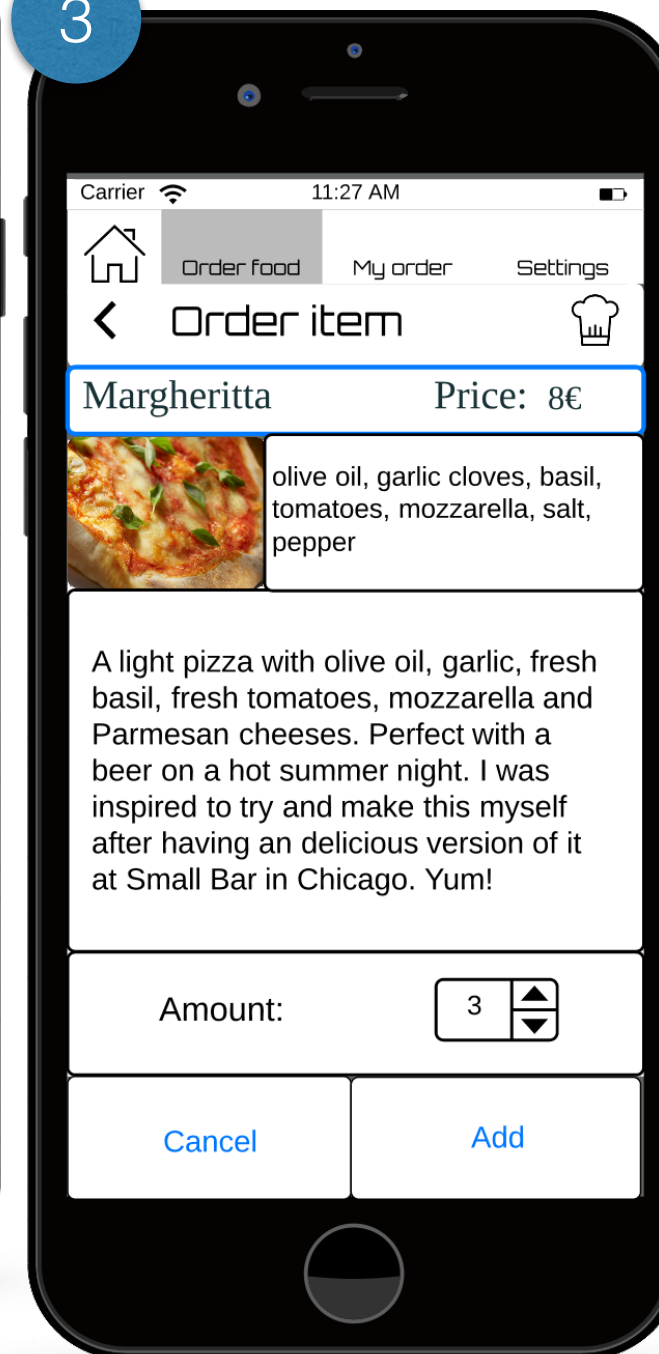 3
Carrier 11:27 AM
Order food My order Settings
Order item
Margheritta Price: 8€
olive oil, garlic cloves, basil,
tomatoes, mozzarella, salt,
pepper
A light pizza with olive oil, garlic, fresh
basil, fresh tomatoes, mozzarella and
Parmesan cheeses. Perfect with a
beer on a hot summer night. I was
inspired to try and make this myself
after having an delicious version of it
at Small Bar in Chicago. Yum!
Amount: 3
Cancel Add